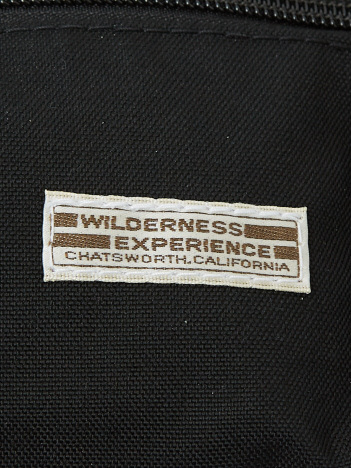 WILDERNESS
EXPERIENCE
CHATSWORTH, CALIFORNIA